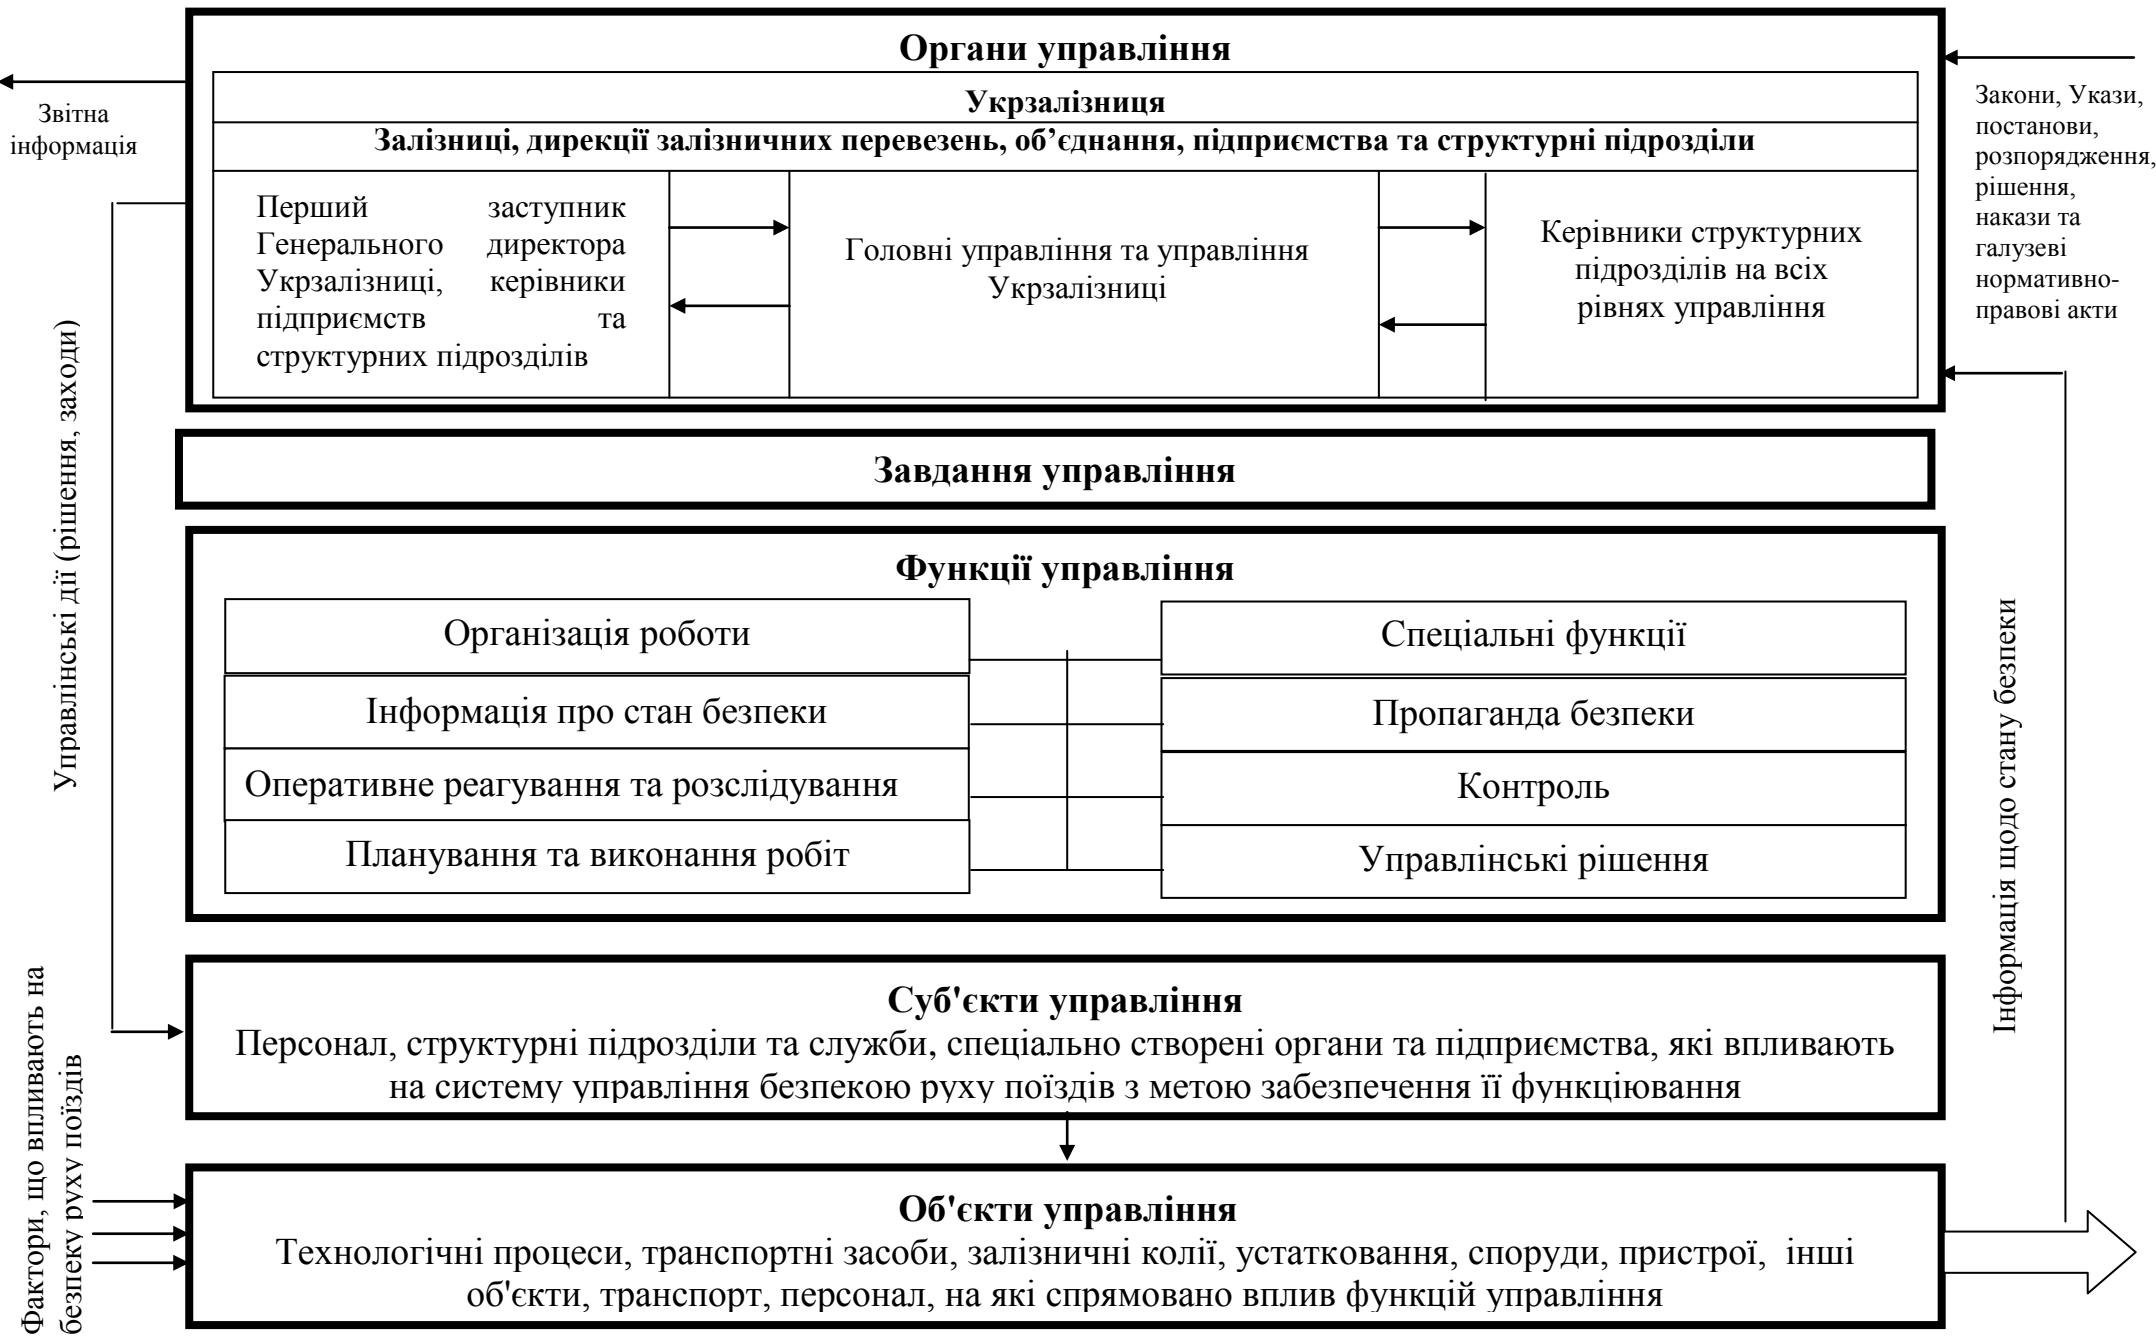 Органи управління
Укрзалізниця
Залізниці, дирекції залізничних перевезень, об’єднання, підприємства та структурні підрозділи
Перший заступник
Генерального директора
Укрзалізниці, керівники
підприємств та
структурних підрозділів
Головні управління та управління
Укрзалізниці
Керівники структурних
підрозділів на всіх
рівнях управління
Звітна
інформація
Закони, Укази,
постанови,
розпорядження,
рішення,
накази та
галузеві
нормативно-
правові акти
Управлінські дії (рішення, заходи)
Завдання управління
Функції управління
Організація роботи
Інформація про стан безпеки
Оперативне реагування та розслідування
Планування та виконання робіт
Спеціальні функції
Пропаганда безпеки
Контроль
Управлінські рішення
Інформація щодо стану безпеки
Суб'єкти управління
Персонал, структурні підрозділи та служби, спеціально створені органи та підприємства, які впливають
на систему управління безпекою руху поїздів з метою забезпечення її функціювання
Фактори, що впливають на
безпеку руху поїздів
Об'єкти управління
Технологічні процеси, транспортні засоби, залізничні колії, устатковання, споруди, пристрої, інші
об'єкти, транспорт, персонал, на які спрямовано вплив функцій управління